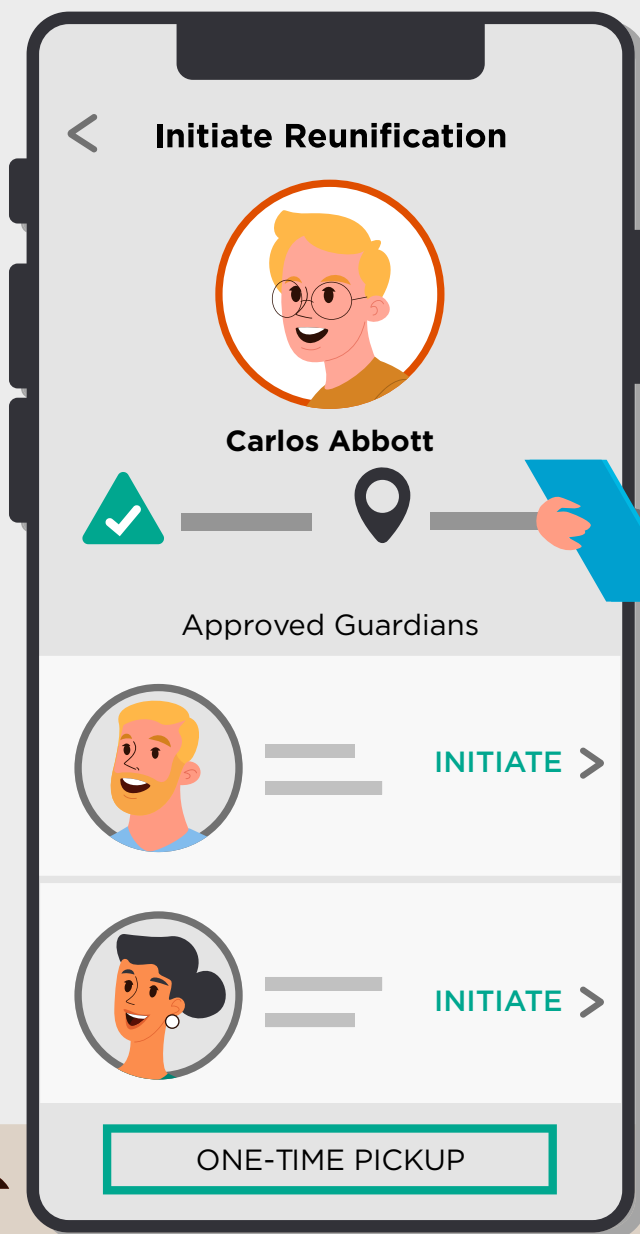 Initiate Reunification
Carlos Abbott
Approved Guardians
INITIATE
INITIATE
ONE-TIME PICKUP